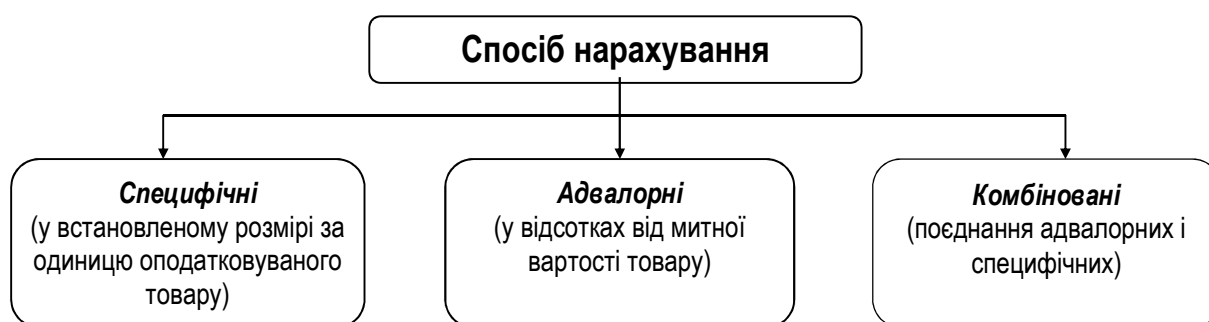 Спосіб нарахування
Специфічні
(у встановленому розмірі за
одиницю оподатковуваного
товару)
Адвалорні
(у відсотках від митної
вартості товару)
Комбіновані
(поєднання адвалорних і
специфічних)